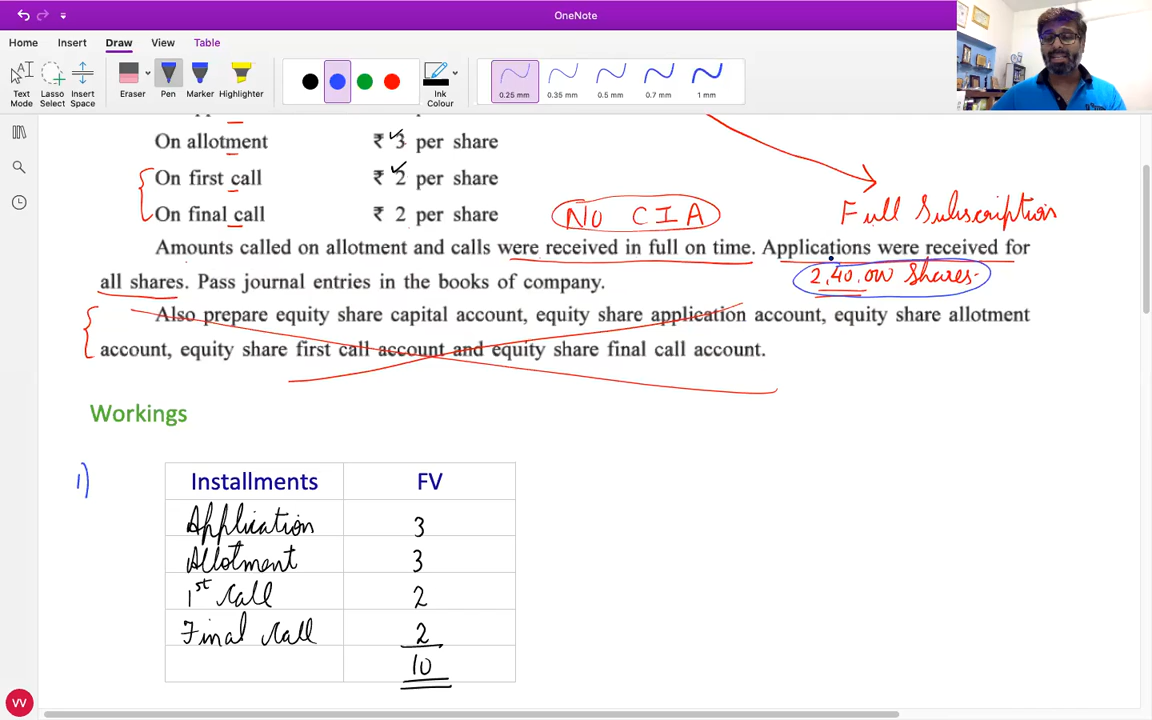 OneNote
Home Insert Draw View Table
Text Mode Lasso Select Insert Space Eraser Pen Marker Highlighter Ink Colour 0.25 mm 0.35 mm 0.5 mm 0.7 mm 1 mm
On allotment ₹ 3 per share
On first call ₹ 2 per share
On final call ₹ 2 per share
NO CIA
Full Subscription
Amounts called on allotment and calls were received in full on time. Applications were received for
all shares. Pass journal entries in the books of company.
2,40,000 Shares
Also prepare equity share capital account, equity share application account, equity share allotment
account, equity share first call account and equity share final call account.
Workings
1)
Installments FV
Application 3
Allotment 3
1st Call 2
Final Call 2
10
VV